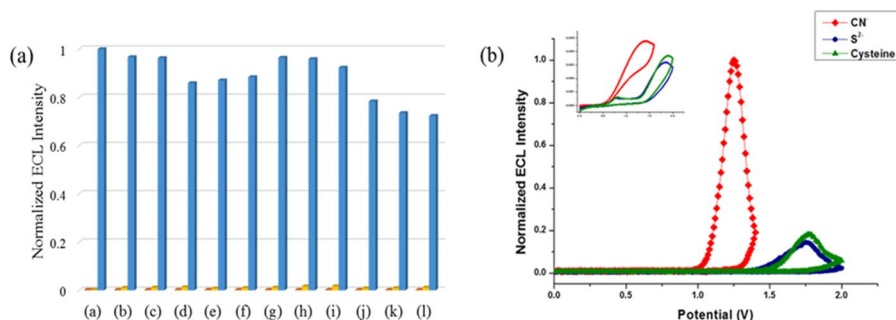 (a)
Normalized ECL Intensity
1
0.8
0.6
0.4
0.2
0
(a) (b) (c) (d) (e) (f) (g) (h) (i) (j) (k) (l)
(b)
CN⁻
S²⁻
Cysteine
Normalized ECL Intensity
1.0
0.8
0.6
0.4
0.2
0.0
0.0 0.5 1.0 1.5 2.0
Potential (V)